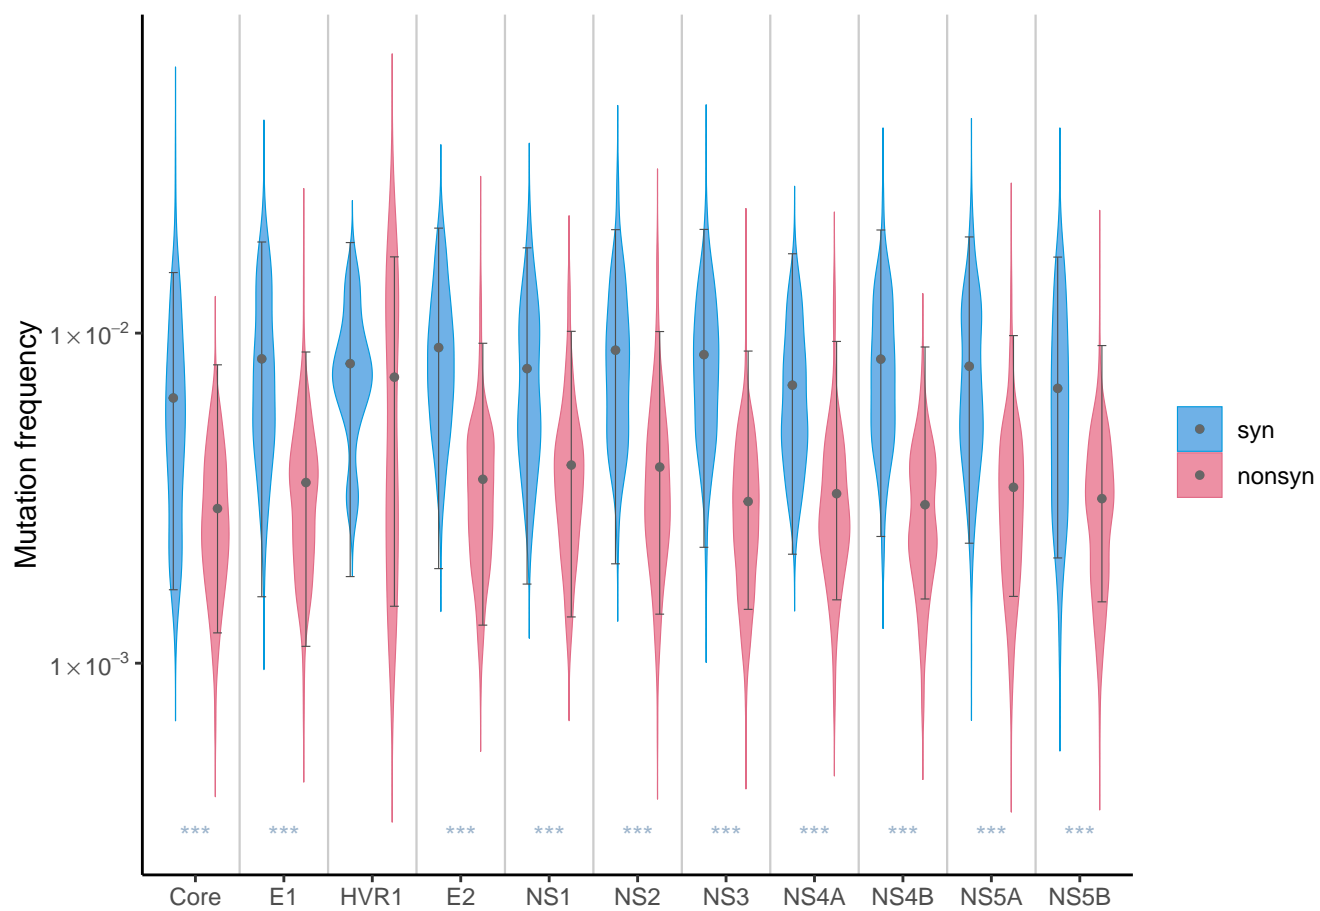 Mutation frequency
1×10⁻²
1×10⁻³
*** *** *** *** *** *** *** *** *** ***
Core E1 HVR1 E2 NS1 NS2 NS3 NS4A NS4B NS5A NS5B
syn
nonsyn